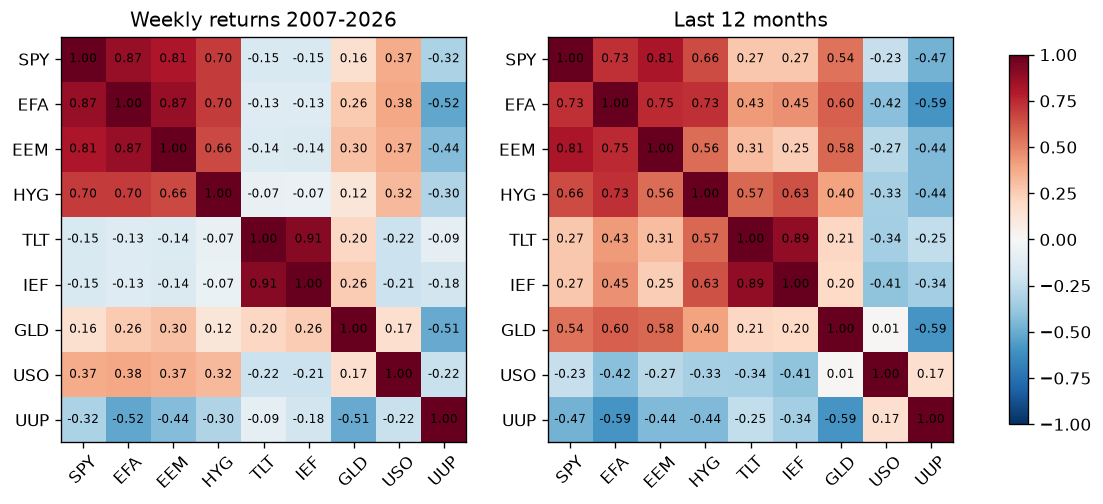 Weekly returns 2007-2026
SPY 1.00 0.87 0.81 0.70 -0.15 -0.15 0.16 0.37 -0.32
EFA 0.87 1.00 0.87 0.70 -0.13 -0.13 0.26 0.38 -0.52
EEM 0.81 0.87 1.00 0.66 -0.14 -0.14 0.30 0.37 -0.44
HYG 0.70 0.70 0.66 1.00 -0.07 -0.07 0.12 0.32 -0.30
TLT -0.15 -0.13 -0.14 -0.07 1.00 0.91 0.20 -0.22 -0.09
IEF -0.15 -0.13 -0.14 -0.07 0.91 1.00 0.26 -0.21 -0.18
GLD 0.16 0.26 0.30 0.12 0.20 0.26 1.00 0.17 -0.51
USO 0.37 0.38 0.37 0.32 -0.22 -0.21 0.17 1.00 -0.22
UUP -0.32 -0.52 -0.44 -0.30 -0.09 -0.18 -0.51 -0.22 1.00
SPY EFA EEM HYG TLT IEF GLD USO UUP
Last 12 months
SPY 1.00 0.73 0.81 0.66 0.27 0.27 0.54 -0.23 -0.47
EFA 0.73 1.00 0.75 0.73 0.43 0.45 0.60 -0.42 -0.59
EEM 0.81 0.75 1.00 0.56 0.31 0.25 0.58 -0.27 -0.44
HYG 0.66 0.73 0.56 1.00 0.57 0.63 0.40 -0.33 -0.44
TLT 0.27 0.43 0.31 0.57 1.00 0.89 0.21 -0.34 -0.25
IEF 0.27 0.45 0.25 0.63 0.89 1.00 0.20 -0.41 -0.34
GLD 0.54 0.60 0.58 0.40 0.21 0.20 1.00 0.01 -0.59
USO -0.23 -0.42 -0.27 -0.33 -0.34 -0.41 0.01 1.00 0.17
UUP -0.47 -0.59 -0.44 -0.44 -0.25 -0.34 -0.59 0.17 1.00
SPY EFA EEM HYG TLT IEF GLD USO UUP
1.00
0.75
0.50
0.25
0.00
−0.25
−0.50
−0.75
−1.00